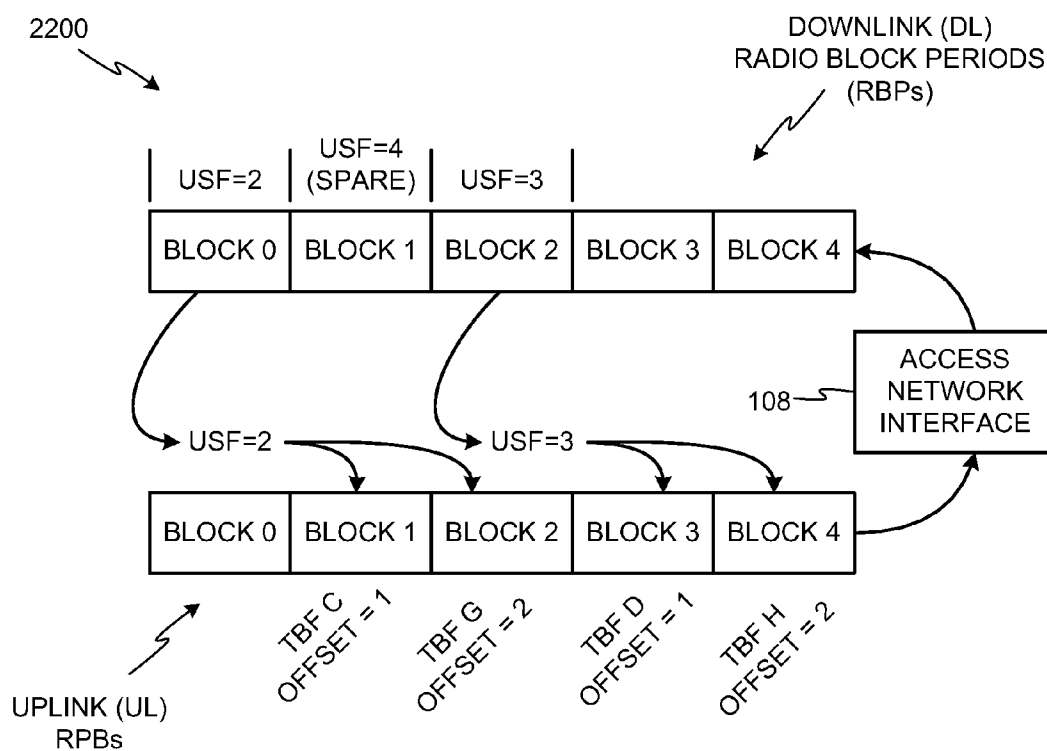 2200
DOWNLINK (DL)
RADIO BLOCK PERIODS
(RBPs)
USF=2
USF=4
(SPARE)
USF=3
BLOCK 0
BLOCK 1
BLOCK 2
BLOCK 3
BLOCK 4
ACCESS
NETWORK
INTERFACE
108
USF=2
USF=3
BLOCK 0
BLOCK 1
BLOCK 2
BLOCK 3
BLOCK 4
TBF C
OFFSET = 1
TBF G
OFFSET = 2
TBF D
OFFSET = 1
TBF H
OFFSET = 2
UPLINK (UL)
RPBs